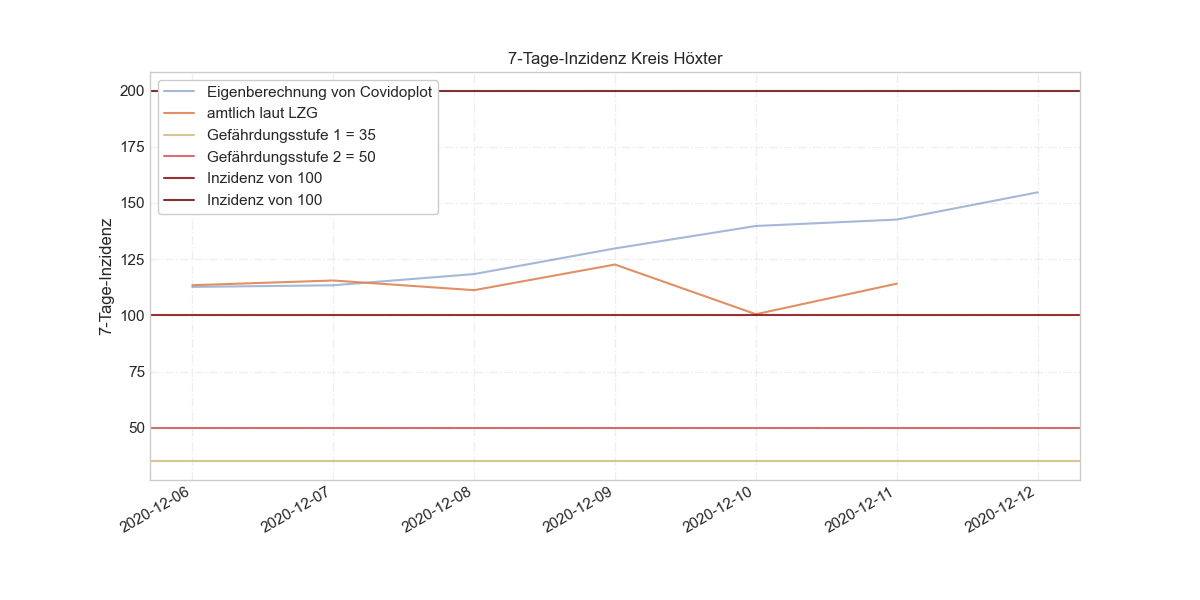 7-Tage-Inzidenz Kreis Höxter
Eigenberechnung von Covidoplot
amtlich laut LZG
Gefährdungsstufe 1 = 35
Gefährdungsstufe 2 = 50
Inzidenz von 100
Inzidenz von 100
7-Tage-Inzidenz
200
175
150
125
100
75
50
2020-12-06
2020-12-07
2020-12-08
2020-12-09
2020-12-10
2020-12-11
2020-12-12